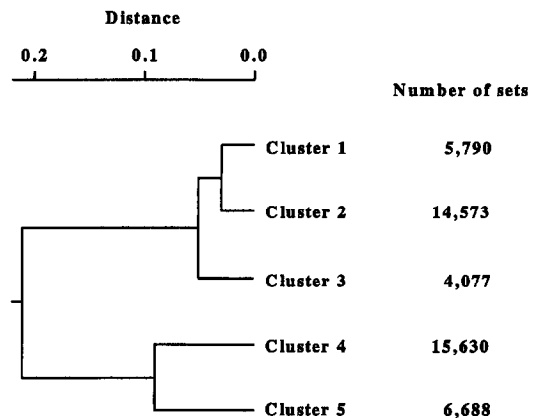 Distance
0.2 0.1 0.0
Number of sets
Cluster 1 5,790
Cluster 2 14,573
Cluster 3 4,077
Cluster 4 15,630
Cluster 5 6,688